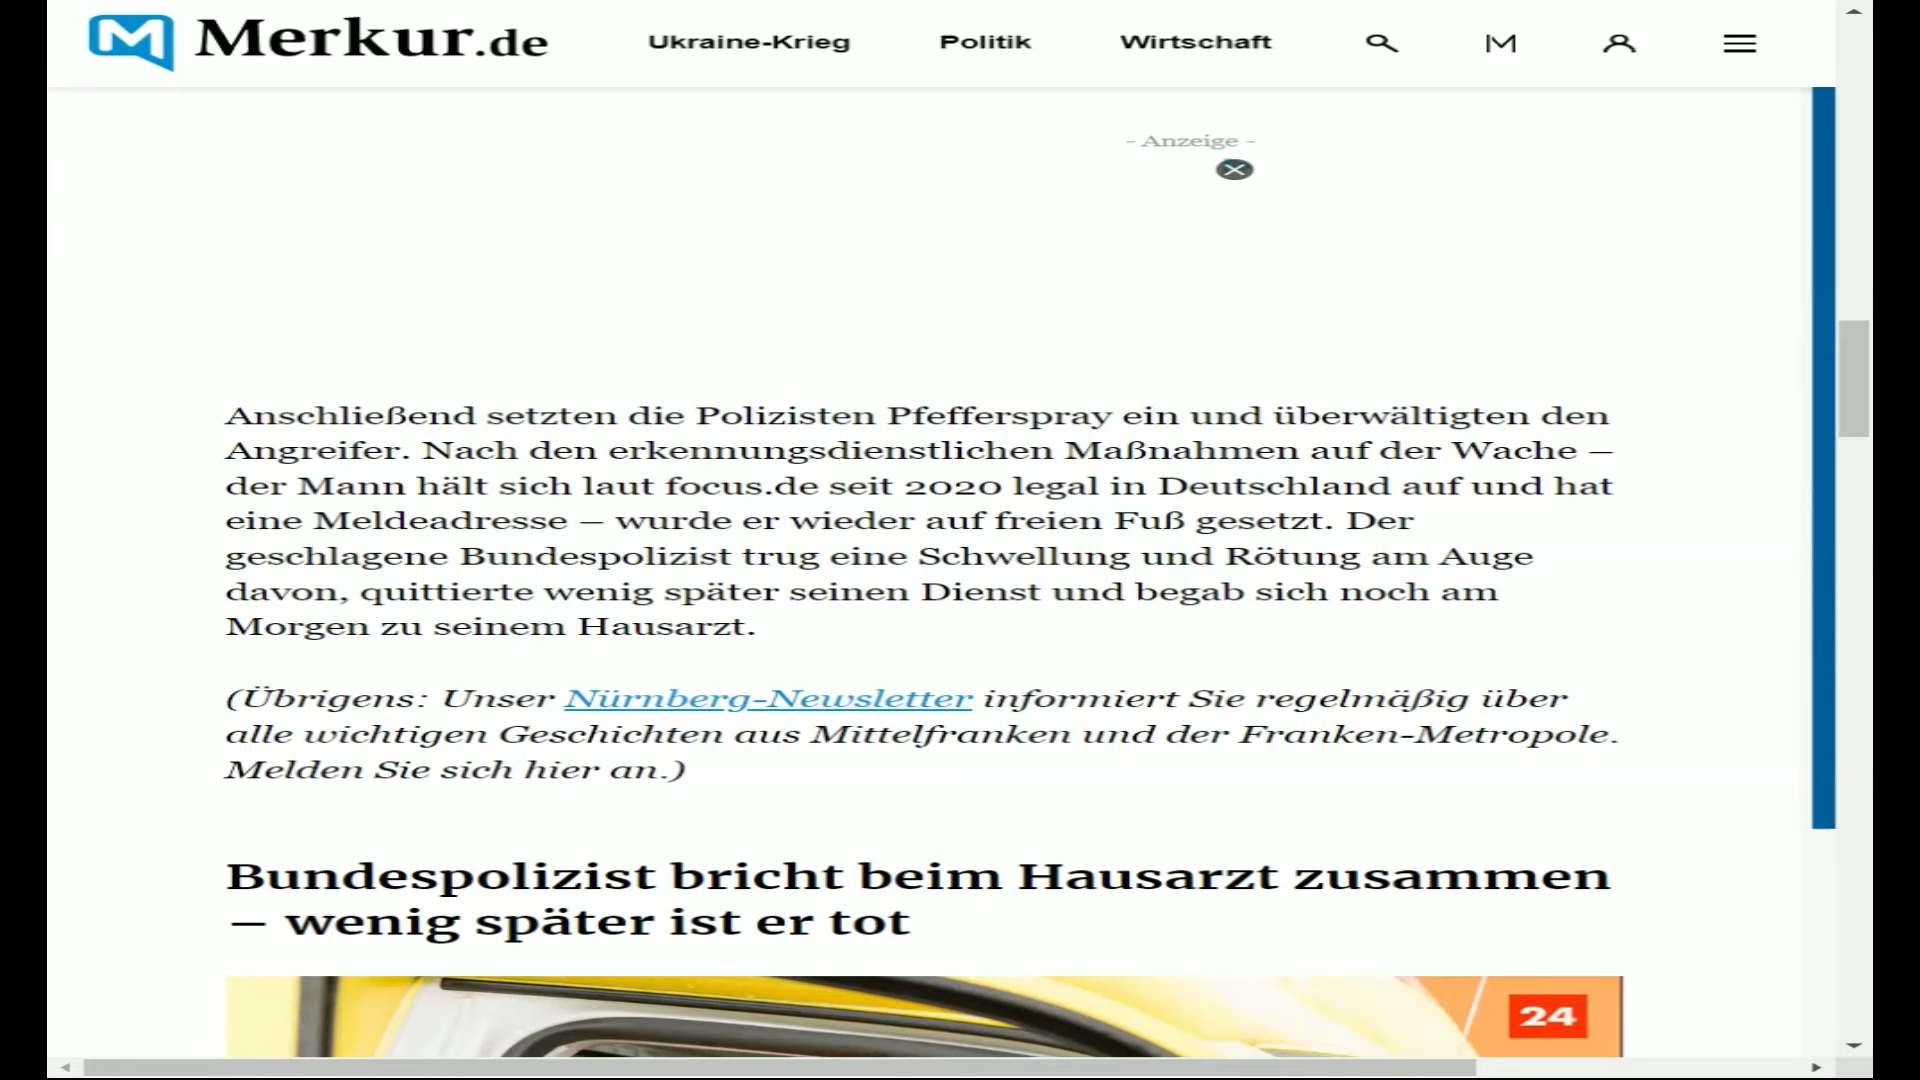 Merkur.de
Ukraine-Krieg
Politik
Wirtschaft
- Anzeige -
Anschließend setzten die Polizisten Pfefferspray ein und überwältigten den
Angreifer. Nach den erkennungsdienstlichen Maßnahmen auf der Wache –
der Mann hält sich laut focus.de seit 2020 legal in Deutschland auf und hat
eine Meldeadresse – wurde er wieder auf freien Fuß gesetzt. Der
geschlagene Bundespolizist trug eine Schwellung und Rötung am Auge
davon, quittierte wenig später seinen Dienst und begab sich noch am
Morgen zu seinem Hausarzt.
(Übrigens: Unser Nürnberg-Newsletter informiert Sie regelmäßig über
alle wichtigen Geschichten aus Mittelfranken und der Franken-Metropole.
Melden Sie sich hier an.)
Bundespolizist bricht beim Hausarzt zusammen
– wenig später ist er tot
24